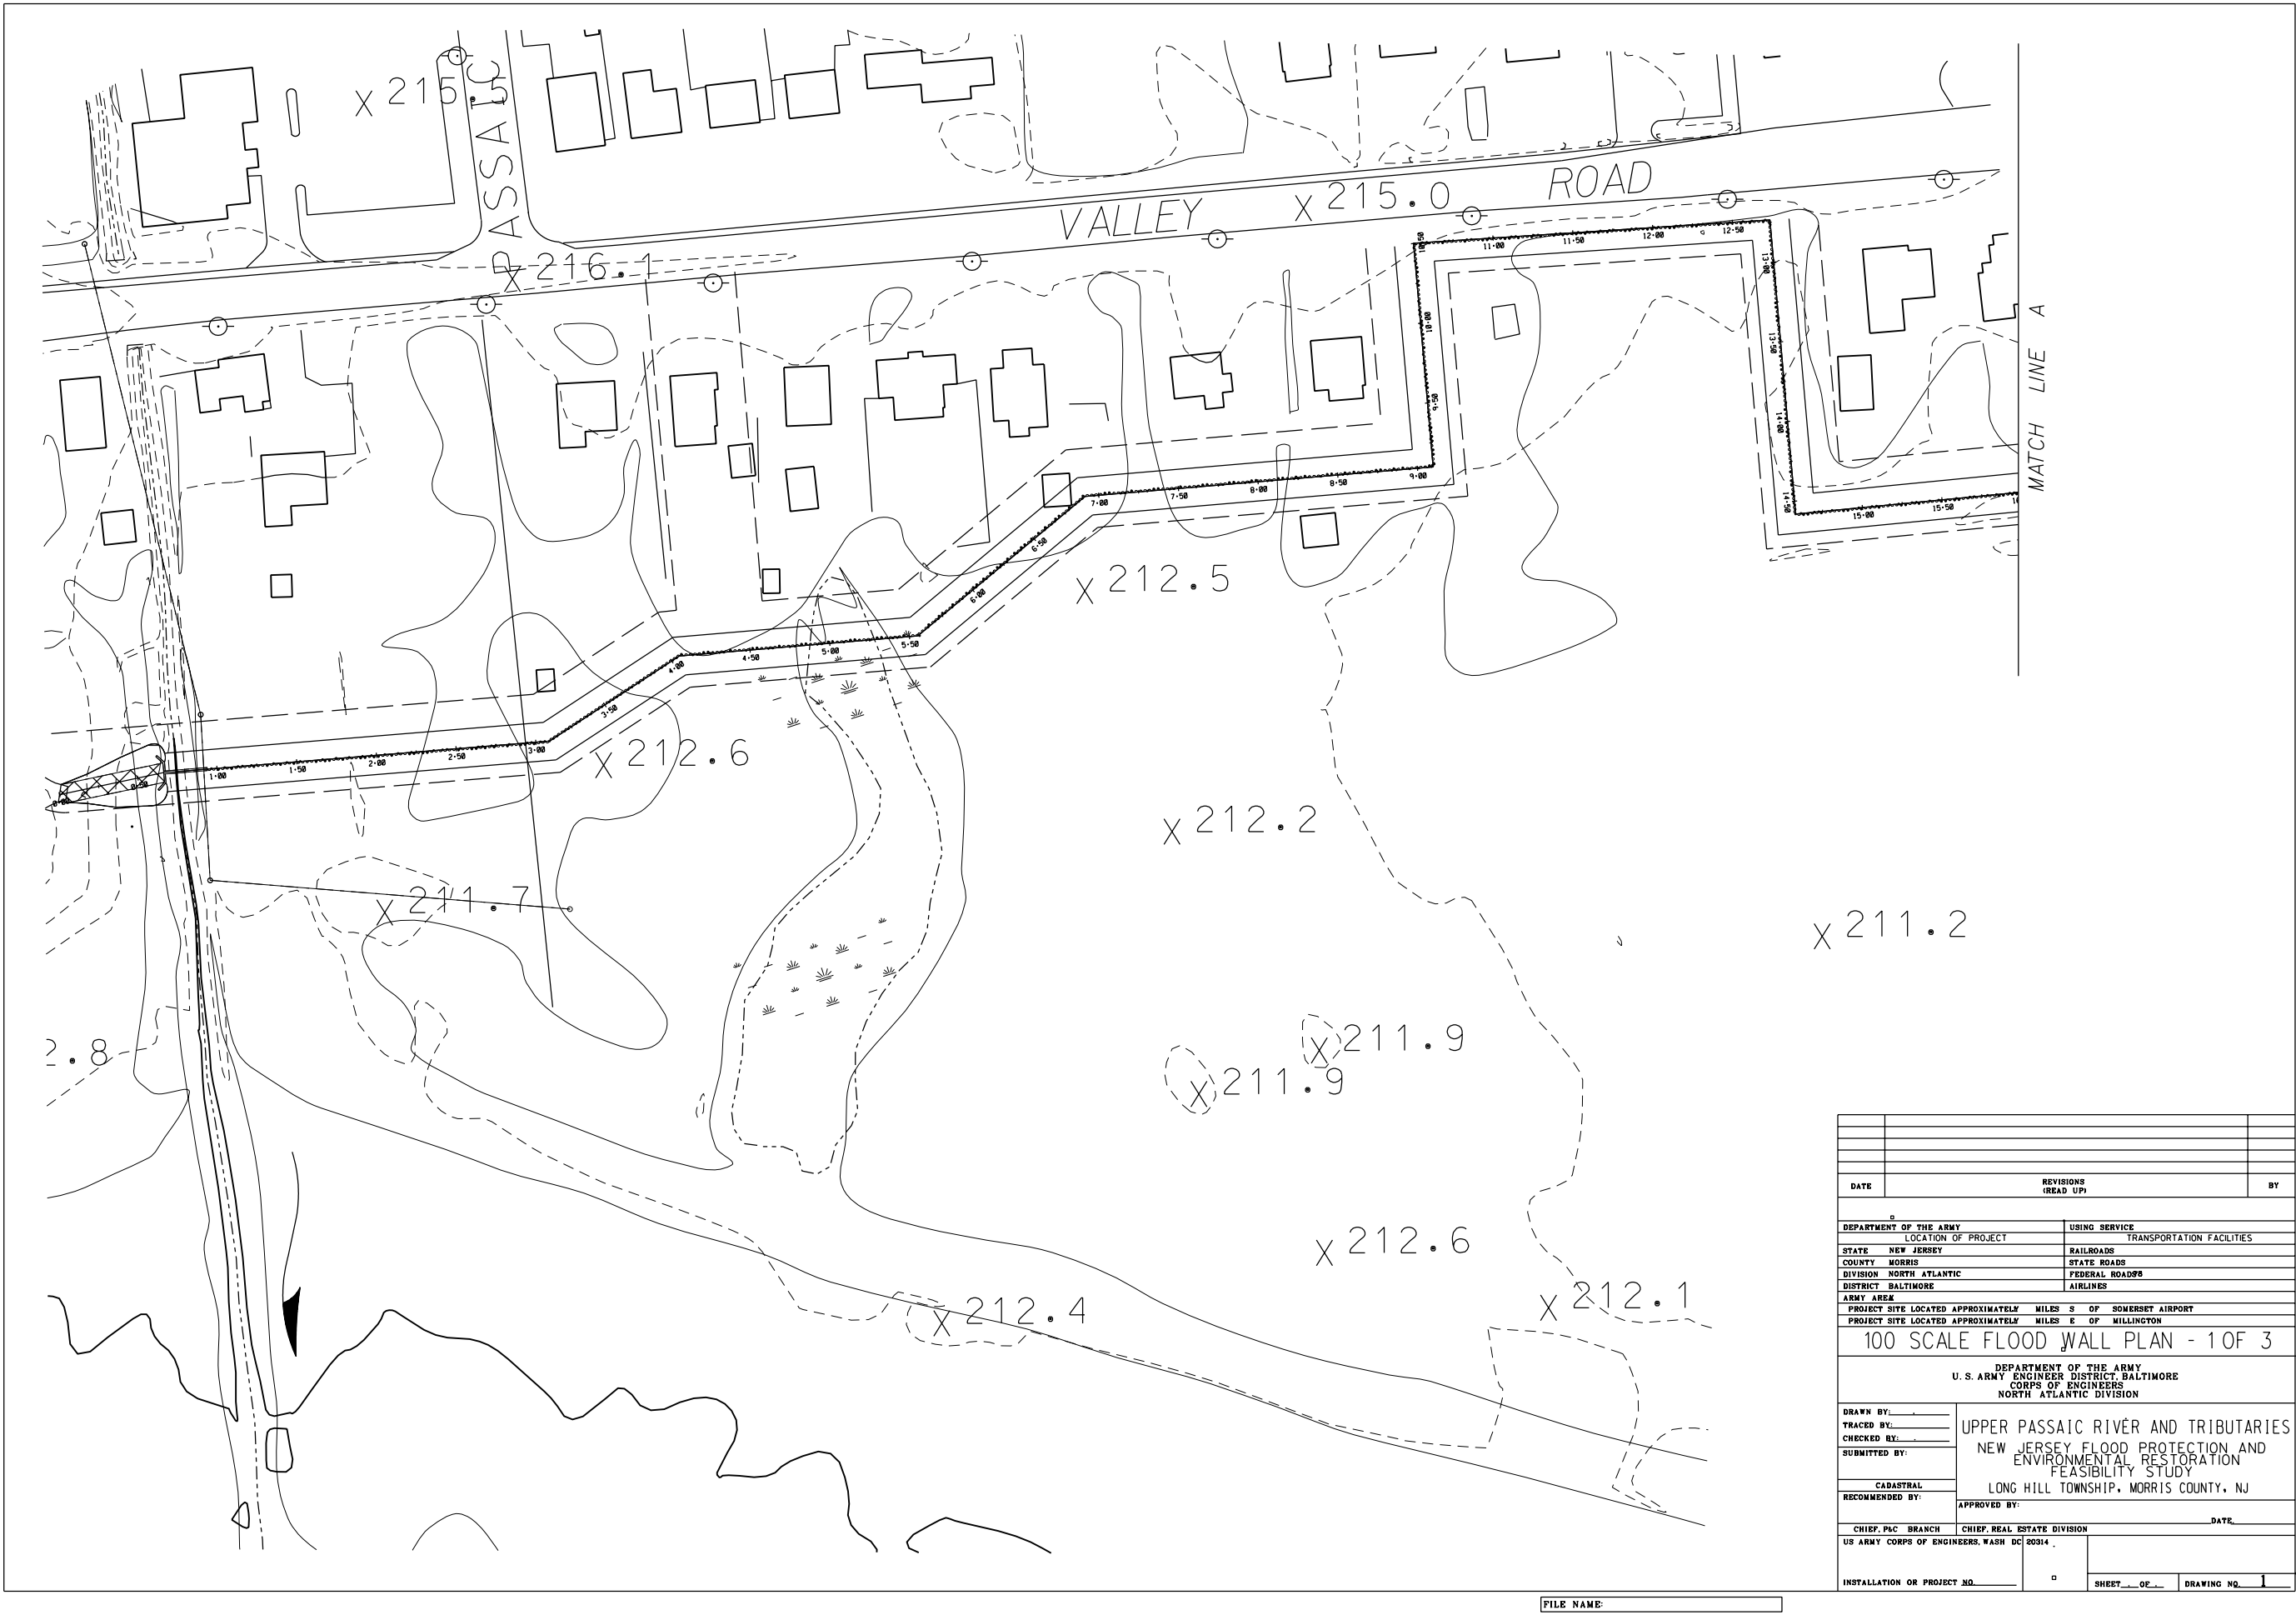 X 215.5
PASSAIC
X 216.1
VALLEY ROAD
X 215.0
MATCH LINE A
0+00
0+50
1+00
1+50
2+00
2+50
3+00
3+50
4+00
4+50
5+00
5+50
6+00
6+50
7+00
7+50
8+00
8+50
9+00
9+50
10+00
10+50
11+00
11+50
12+00
12+50
13+00
13+50
14+00
14+50
15+00
15+50
X 212.5
X 212.6
X 212.2
X 211.7
X 211.2
2.8
X 211.9
X 211.9
X 212.6
X 212.4
X 212.1
DATE REVISIONS BY
(READ UP)
DEPARTMENT OF THE ARMY USING SERVICE
LOCATION OF PROJECT TRANSPORTATION FACILITIES
STATE NEW JERSEY RAILROADS
COUNTY MORRIS STATE ROADS
DIVISION NORTH ATLANTIC FEDERAL ROADS
DISTRICT BALTIMORE AIRLINES
ARMY AREA
PROJECT SITE LOCATED APPROXIMATELY MILES S OF SOMERSET AIRPORT
PROJECT SITE LOCATED APPROXIMATELY MILES E OF MILLINGTON
100 SCALE FLOOD WALL PLAN - 1 OF 3
DEPARTMENT OF THE ARMY
U. S. ARMY ENGINEER DISTRICT, BALTIMORE
CORPS OF ENGINEERS
NORTH ATLANTIC DIVISION
DRAWN BY:
TRACED BY:
CHECKED BY:
SUBMITTED BY:
CADASTRAL
RECOMMENDED BY:
CHIEF, P&C BRANCH
UPPER PASSAIC RIVER AND TRIBUTARIES
NEW JERSEY FLOOD PROTECTION AND
ENVIRONMENTAL RESTORATION
FEASIBILITY STUDY
LONG HILL TOWNSHIP, MORRIS COUNTY, NJ
APPROVED BY:
DATE
CHIEF, REAL ESTATE DIVISION
US ARMY CORPS OF ENGINEERS, WASH DC 20314
INSTALLATION OR PROJECT NO.
SHEET OF
DRAWING NO. 1
FILE NAME: